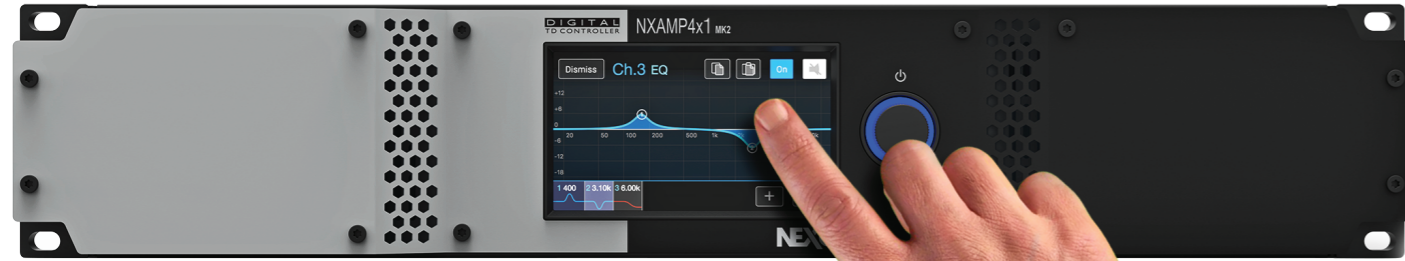 DIGITAL
TD CONTROLLER
NXAMP4x1 MK2
Dismiss
Ch.3 EQ
On
+12
+6
0
20 50 100 200 500 1k
-6
-12
-18
1 400 2 3.10k 3 6.00k
+